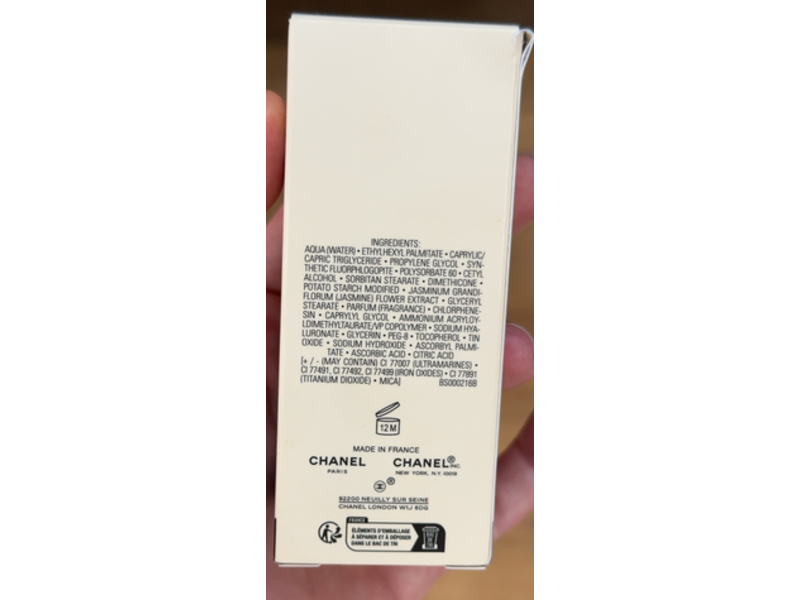 INGREDIENTS:
AQUA (WATER) • ETHYLHEXYL PALMITATE • CAPRYLIC/
CAPRIC TRIGLYCERIDE • PROPYLENE GLYCOL • SYN-
THETIC FLUORPHLOGOPITE • POLYSORBATE 60 • CETYL
ALCOHOL • SORBITAN STEARATE • DIMETHICONE •
POTATO STARCH MODIFIED • JASMINUM GRANDI-
FLORUM (JASMINE) FLOWER EXTRACT • GLYCERYL
STEARATE • PARFUM (FRAGRANCE) • CHLORPHENE-
SIN • CAPRYLYL GLYCOL • AMMONIUM ACRYLOY-
LDIMETHYLTAURATE/VP COPOLYMER • SODIUM HYA-
LURONATE • GLYCERIN • PEG-8 • TOCOPHEROL • TIN
OXIDE • SODIUM HYDROXIDE • ASCORBYL PALMI-
TATE • ASCORBIC ACID • CITRIC ACID
[+ / - (MAY CONTAIN) CI 77007 (ULTRAMARINES) •
CI 77491, CI 77492, CI 77499 (IRON OXIDES) • CI 77891
(TITANIUM DIOXIDE) • MICA] BS000216B
12 M
MADE IN FRANCE
CHANEL CHANEL® INC
PARIS NEW YORK, N.Y. 10019
®
92200 NEUILLY SUR SEINE
CHANEL LONDON W1J 6DG
FRANCE
ÉLÉMENTS D'EMBALLAGE
À SÉPARER ET À DÉPOSER
DANS LE BAC DE TRI